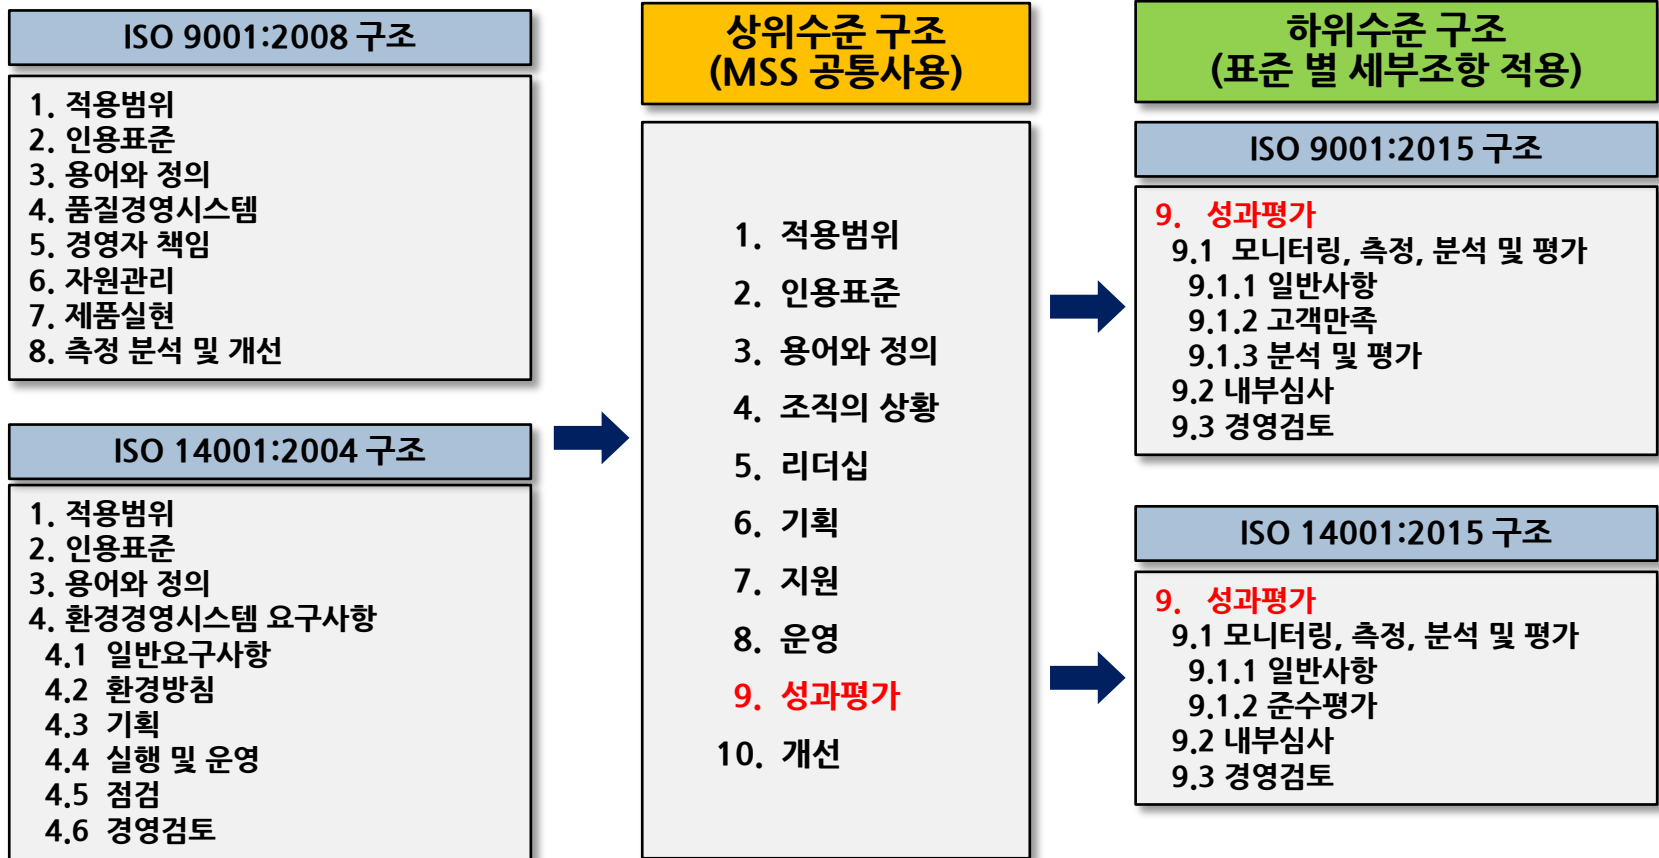 ISO 9001:2008 구조
1. 적용범위
2. 인용표준
3. 용어와 정의
4. 품질경영시스템
5. 경영자 책임
6. 자원관리
7. 제품실현
8. 측정 분석 및 개선
ISO 14001:2004 구조
1. 적용범위
2. 인용표준
3. 용어와 정의
4. 환경경영시스템 요구사항
4.1 일반요구사항
4.2 환경방침
4.3 기획
4.4 실행 및 운영
4.5 점검
4.6 경영검토
상위수준 구조
(MSS 공통사용)
1. 적용범위
2. 인용표준
3. 용어와 정의
4. 조직의 상황
5. 리더십
6. 기획
7. 지원
8. 운영
9. 성과평가
10. 개선
하위수준 구조
(표준 별 세부조항 적용)
ISO 9001:2015 구조
9. 성과평가
9.1 모니터링, 측정, 분석 및 평가
9.1.1 일반사항
9.1.2 고객만족
9.1.3 분석 및 평가
9.2 내부심사
9.3 경영검토
ISO 14001:2015 구조
9. 성과평가
9.1 모니터링, 측정, 분석 및 평가
9.1.1 일반사항
9.1.2 준수평가
9.2 내부심사
9.3 경영검토